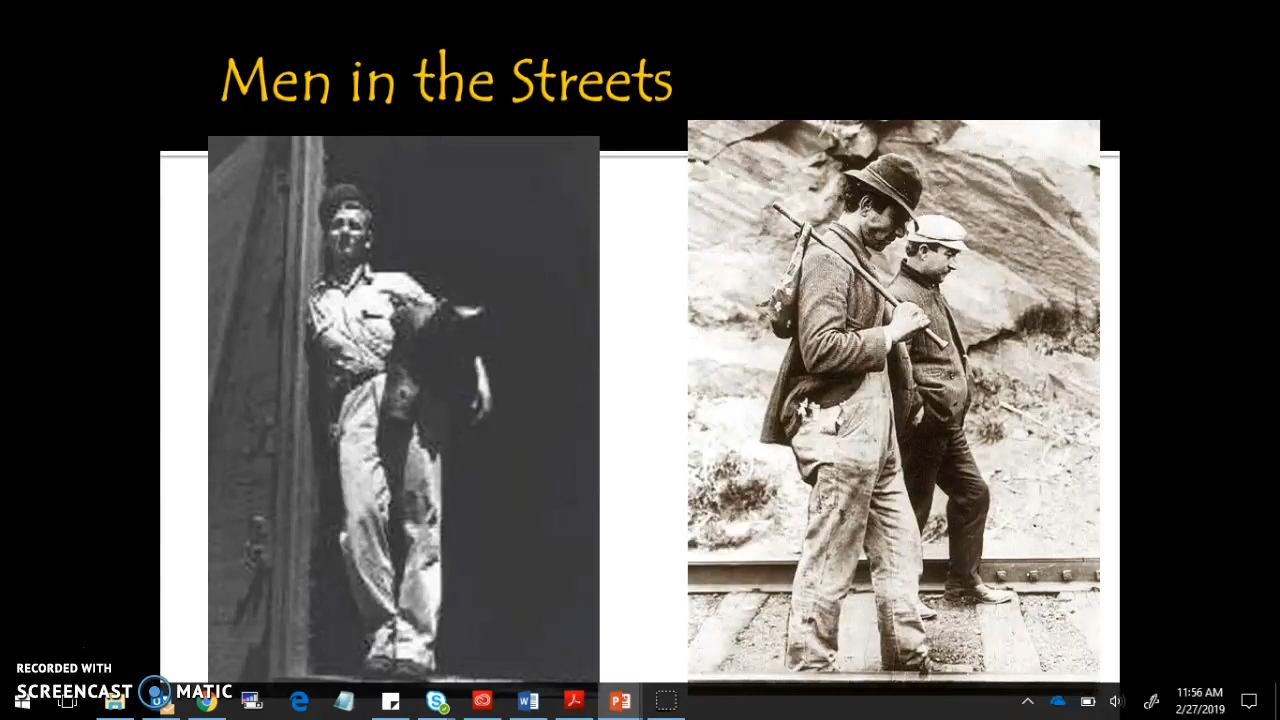 Men in the Streets
RECORDED WITH
SCREENCAST MATIC
11:56 AM
2/27/2019